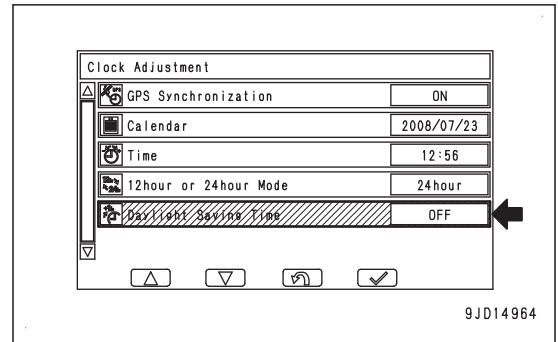 Clock Adjustment
GPS Synchronization ON
Calendar 2008/07/23
Time 12:56
12hour or 24hour Mode 24hour
Daylight Saving Time OFF
9JD14964